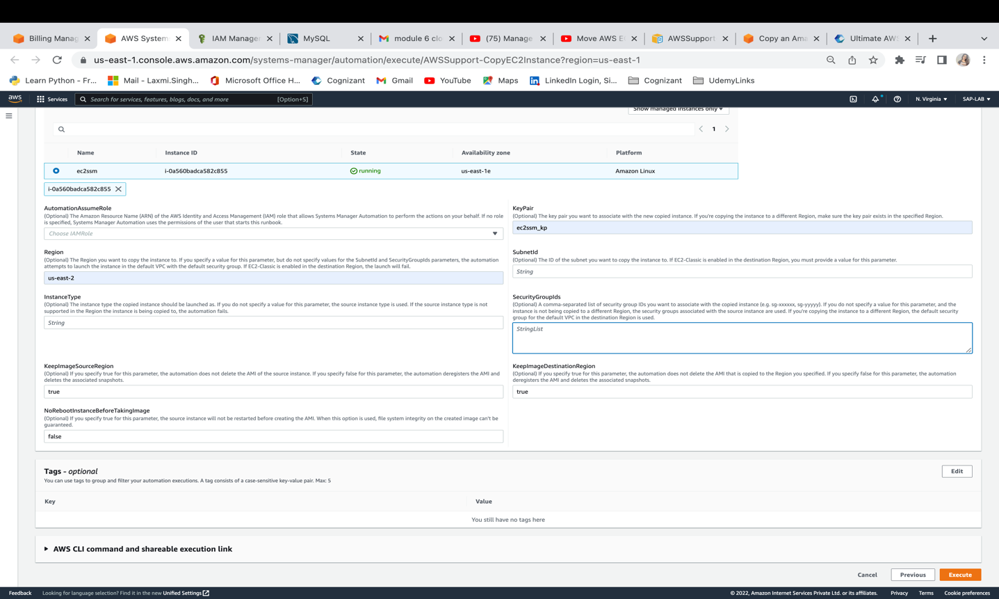 Billing Manag
AWS System
IAM Manager
MySQL
module 6 clo
(75) Manage
Move AWS E
AWSSupport
Copy an Ama
Ultimate AWS
us-east-1.console.aws.amazon.com/systems-manager/automation/execute/AWSSupport-CopyEC2Instance?region=us-east-1
Learn Python - Fr...
Mail - Laxmi.Singh...
Microsoft Office H...
Cognizant
Gmail
YouTube
Maps
LinkedIn Login, Si...
Cognizant
UdemyLinks
aws
Services
Search for services, features, blogs, docs, and more
[Option+S]
N. Virginia
SAP-LAB
Show managed instances only
1
Name
Instance ID
State
Availability zone
Platform
ec2ssm
i-0a560badca582c855
running
us-east-1e
Amazon Linux
i-0a560badca582c855
AutomationAssumeRole
(Optional) The Amazon Resource Name (ARN) of the AWS Identity and Access Management (IAM) role that allows Systems Manager Automation to perform the actions on your behalf. If no role
is specified, Systems Manager Automation uses the permissions of the user that starts this runbook.
Choose IAMRole
KeyPair
(Optional) The key pair you want to associate with the new copied instance. If you're copying the instance to a different Region, make sure the key pair exists in the specified Region.
ec2ssm_kp
Region
(Optional) The Region you want to copy the instance to. If you specify a value for this parameter, but do not specify values for the SubnetId and SecurityGroupIds parameters, the automation
attempts to launch the instance in the default VPC with the default security group. If EC2-Classic is enabled in the destination Region, the launch will fail.
us-east-2
SubnetId
(Optional) The ID of the subnet you want to copy the instance to. If EC2-Classic is enabled in the destination Region, you must provide a value for this parameter.
String
InstanceType
(Optional) The instance type the copied instance should be launched as. If you do not specify a value for this parameter, the source instance type is used. If the source instance type is not
supported in the Region the instance is being copied to, the automation fails.
String
SecurityGroupIds
(Optional) A comma-separated list of security group IDs you want to associate with the copied instance (e.g. sg-xxxxxx, sg-yyyyy). If you do not specify a value for this parameter, and the
instance is not being copied to a different Region, the security groups associated with the source instance are used. If you're copying the instance to a different Region, the default security
group for the default VPC in the destination Region is used.
StringList
KeepImageSourceRegion
(Optional) If you specify true for this parameter, the automation does not delete the AMI of the source instance. If you specify false for this parameter, the automation deregisters the AMI and
deletes the associated snapshots.
true
KeepImageDestinationRegion
(Optional) If you specify true for this parameter, the automation does not delete the AMI that is copied to the Region you specified. If you specify false for this parameter, the automation
deregisters the AMI and deletes the associated snapshots.
true
NoRebootInstanceBeforeTakingImage
(Optional) If you specify true for this parameter, the source instance will not be restarted before creating the AMI. When this option is used, file system integrity on the created image can't be
guaranteed.
false
Tags - optional
You can use tags to group and filter your automation executions. A tag consists of a case-sensitive key-value pair. Max: 5
Edit
Key
Value
You still have no tags here
AWS CLI command and shareable execution link
Cancel
Previous
Execute
Feedback
Looking for language selection? Find it in the new Unified Settings
© 2022, Amazon Internet Services Private Ltd. or its affiliates.
Privacy
Terms
Cookie preferences